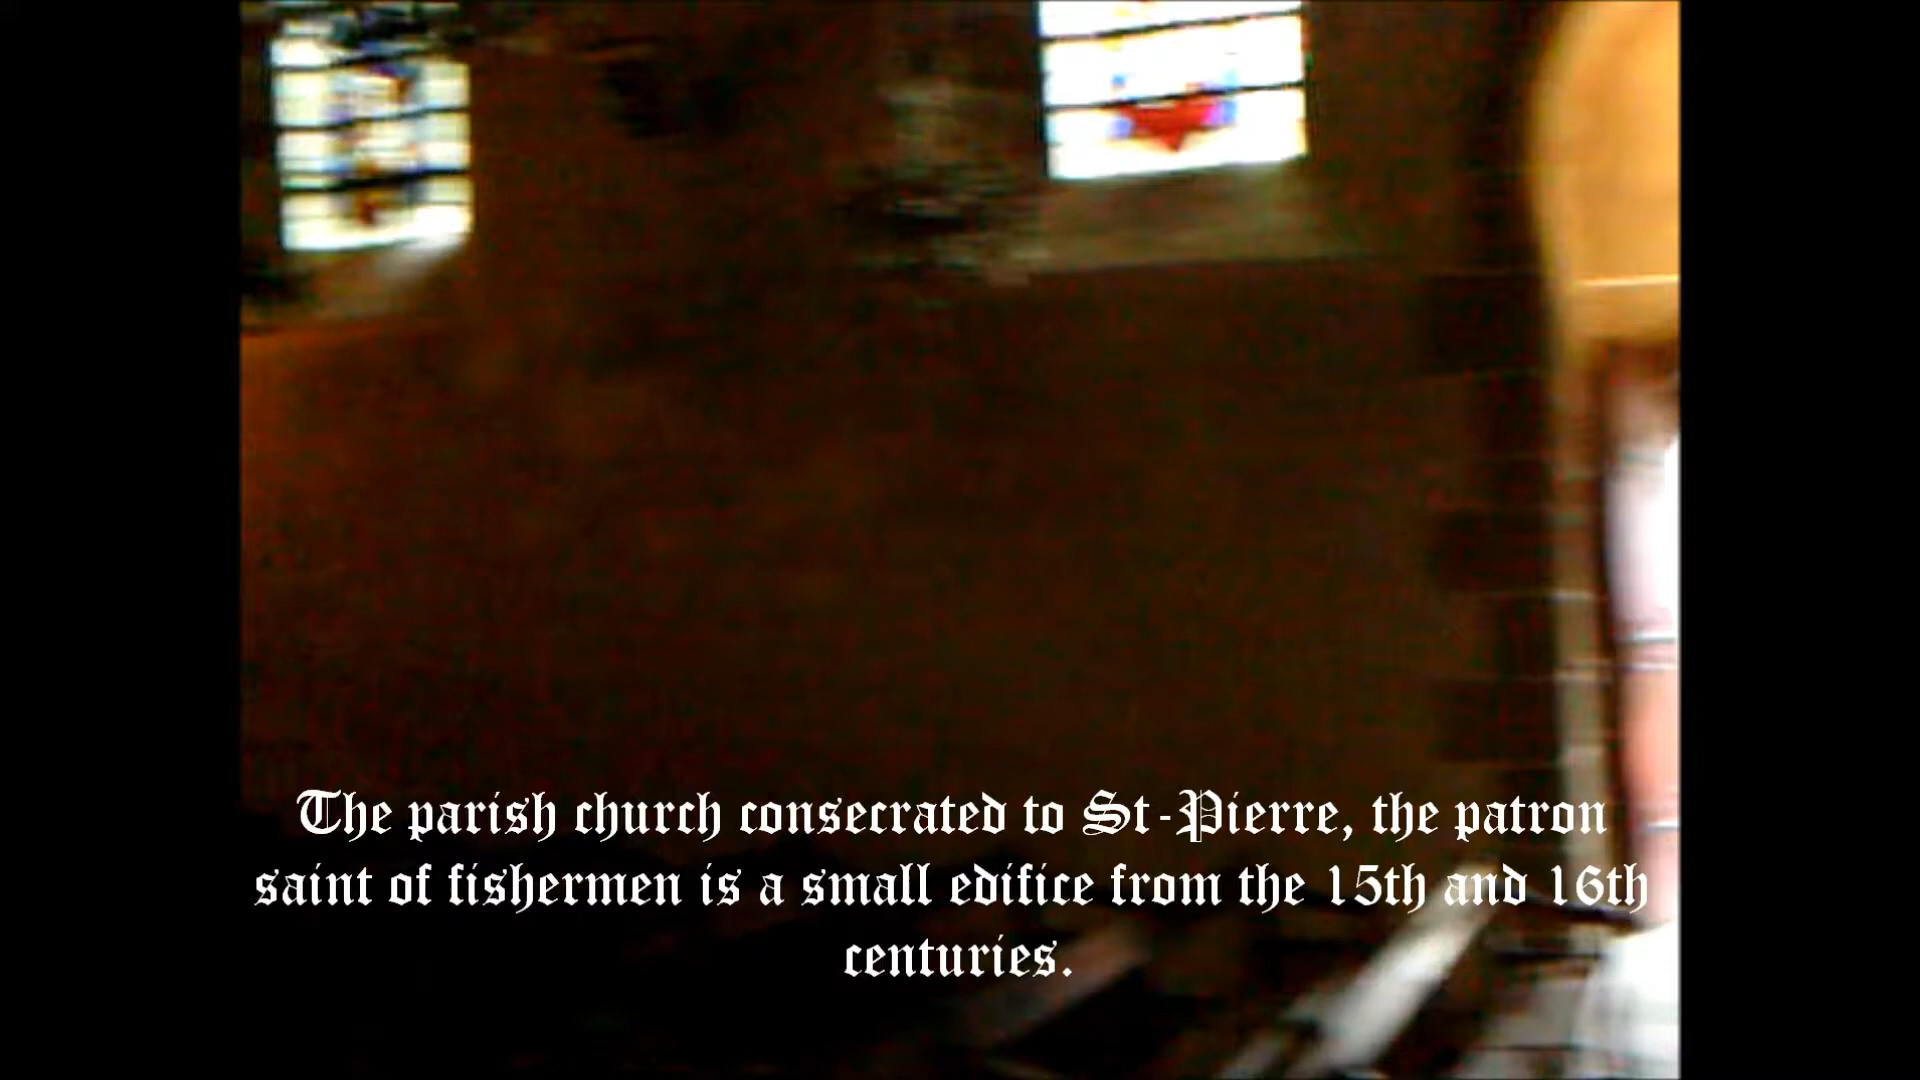 The parish church consecrated to St-Pierre, the patron
saint of fishermen is a small edifice from the 15th and 16th
centuries.